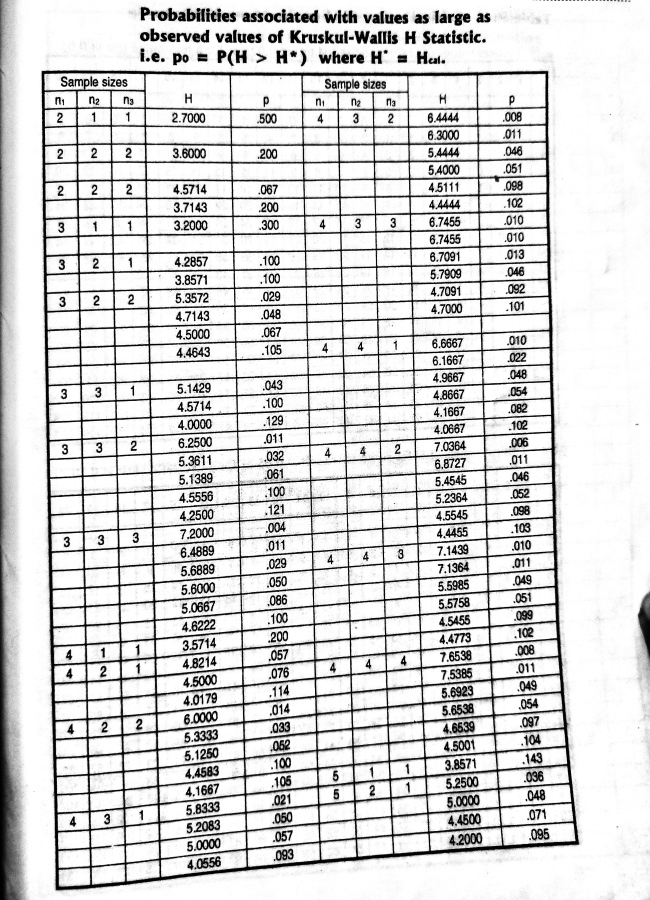 Probabilities associated with values as large as
observed values of Kruskul-Wallis H Statistic.
i.e. po = P(H > H*) where H* = Hcal.
Sample sizes
n1 n2 n3 H p
2 1 1 2.7000 .500
2 2 2 3.6000 .200
2 2 2 4.5714 .067
3.7143 .200
3 1 1 3.2000 .300
3 2 1 4.2857 .100
3.8571 .100
3 2 2 5.3572 .029
4.7143 .048
4.5000 .067
4.4643 .105
3 3 1 5.1429 .043
4.5714 .100
4.0000 .129
3 3 2 6.2500 .011
5.3611 .032
5.1389 .061
4.5556 .100
4.2500 .121
3 3 3 7.2000 .004
6.4889 .011
5.6889 .029
5.6000 .050
5.0667 .086
4.6222 .100
4 1 1 3.5714 .200
4 2 1 4.8214 .057
4.5000 .076
4.0179 .114
4 2 2 6.0000 .014
5.3333 .033
5.1250 .052
4.4583 .100
4.1667 .105
4 3 1 5.8333 .021
5.2083 .050
5.0000 .057
4.0556 .093
Sample sizes
n1 n2 n3 H p
4 3 2 6.4444 .008
6.3000 .011
5.4444 .046
5.4000 .051
4.5111 .098
4.4444 .102
4 3 3 6.7455 .010
6.7455 .010
6.7091 .013
5.7909 .046
4.7091 .092
4.7000 .101
4 4 1 6.6667 .010
6.1667 .022
4.9667 .048
4.8667 .054
4.1667 .082
4.0667 .102
4 4 2 7.0364 .006
6.8727 .011
5.4545 .046
5.2364 .052
4.5545 .098
4.4455 .103
4 4 3 7.1439 .010
7.1364 .011
5.5985 .049
5.5758 .051
4.5455 .099
4.4773 .102
4 4 4 7.6538 .008
7.5385 .011
5.6923 .049
5.6538 .054
4.6539 .097
4.5001 .104
5 1 1 3.8571 .143
5 2 1 5.2500 .036
5.0000 .048
4.4500 .071
4.2000 .095